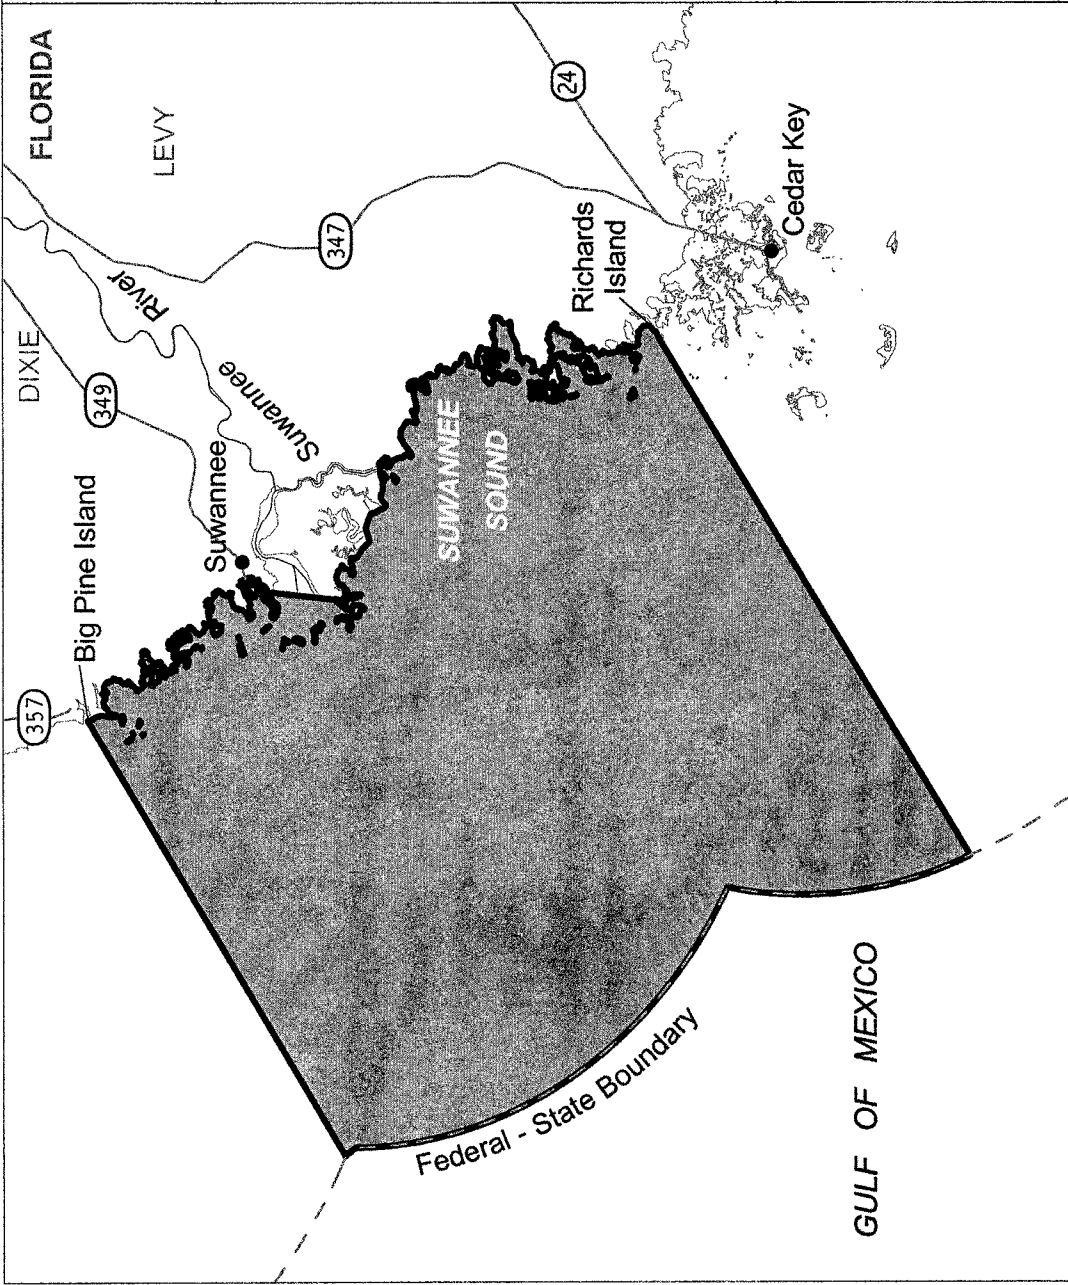 FLORIDA
DIXIE
LEVY
357
Big Pine Island
349
Suwannee
Suwannee
River
347
24
Richards
Island
Cedar Key
SUWANNEE
SOUND
Federal - State Boundary
GULF OF MEXICO